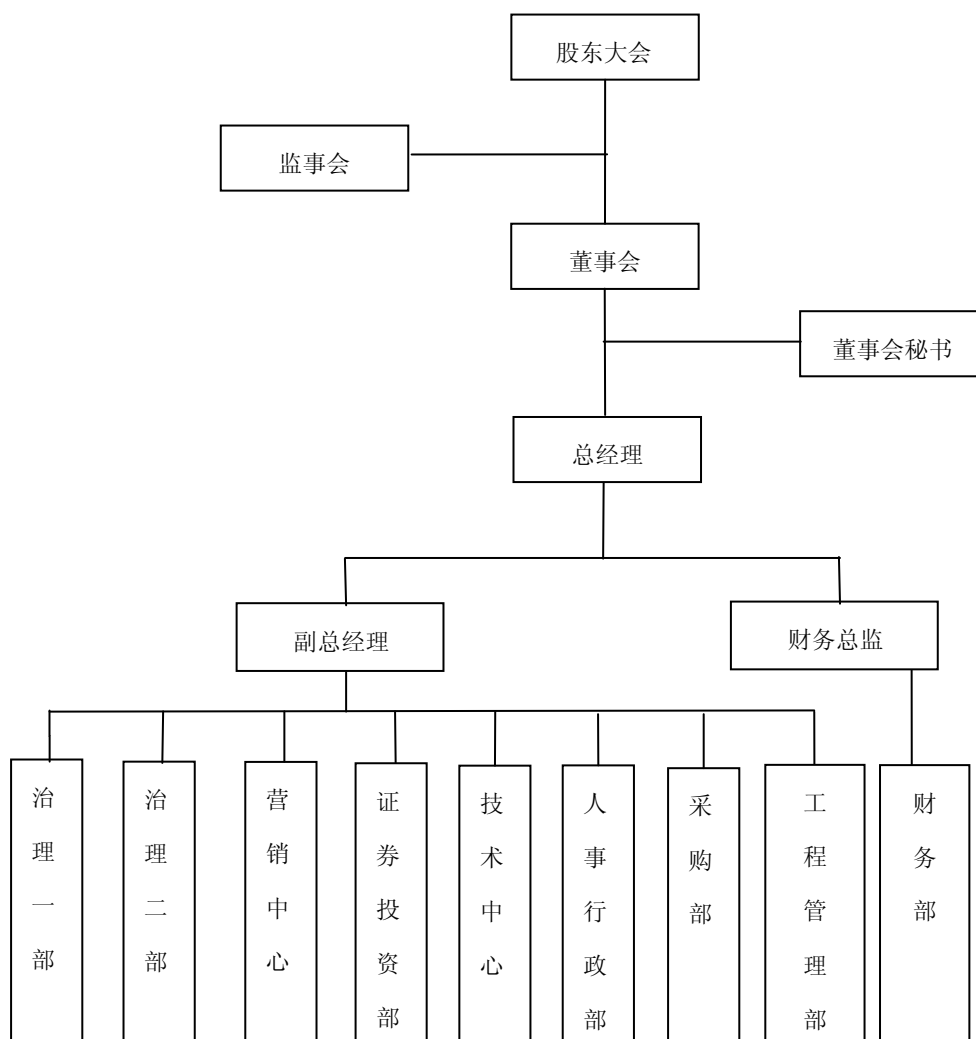 股东大会
监事会
董事会
董事会秘书
总经理
副总经理
财务总监
治理一部
治理二部
营销中心
证券投资部
技术中心
人事行政部
采购部
工程管理部
财务部